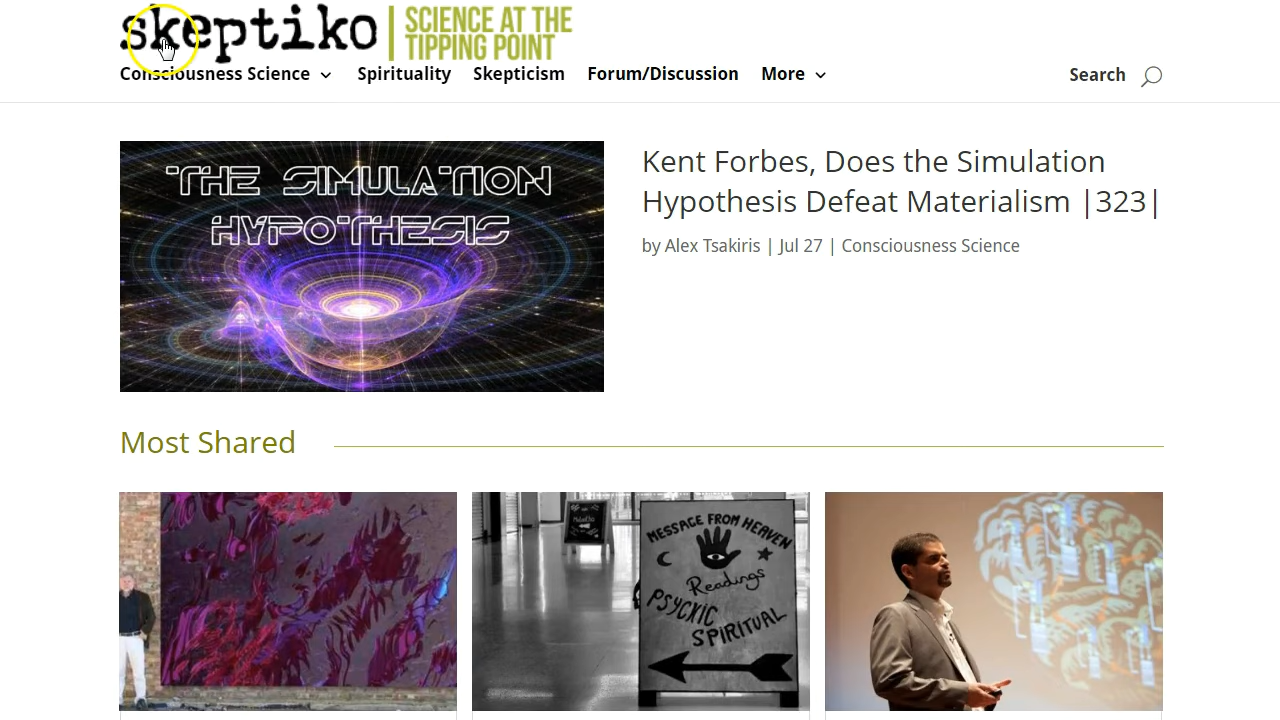 skeptiko | SCIENCE AT THE
TIPPING POINT
Consciousness Science Spirituality Skepticism Forum/Discussion More Search
THE SIMULATION
HYPOTHESIS
Kent Forbes, Does the Simulation
Hypothesis Defeat Materialism |323|
by Alex Tsakiris | Jul 27 | Consciousness Science
Most Shared
MESSAGE FROM HEAVEN
Readings
PSYCXIC
SPIRITUAL